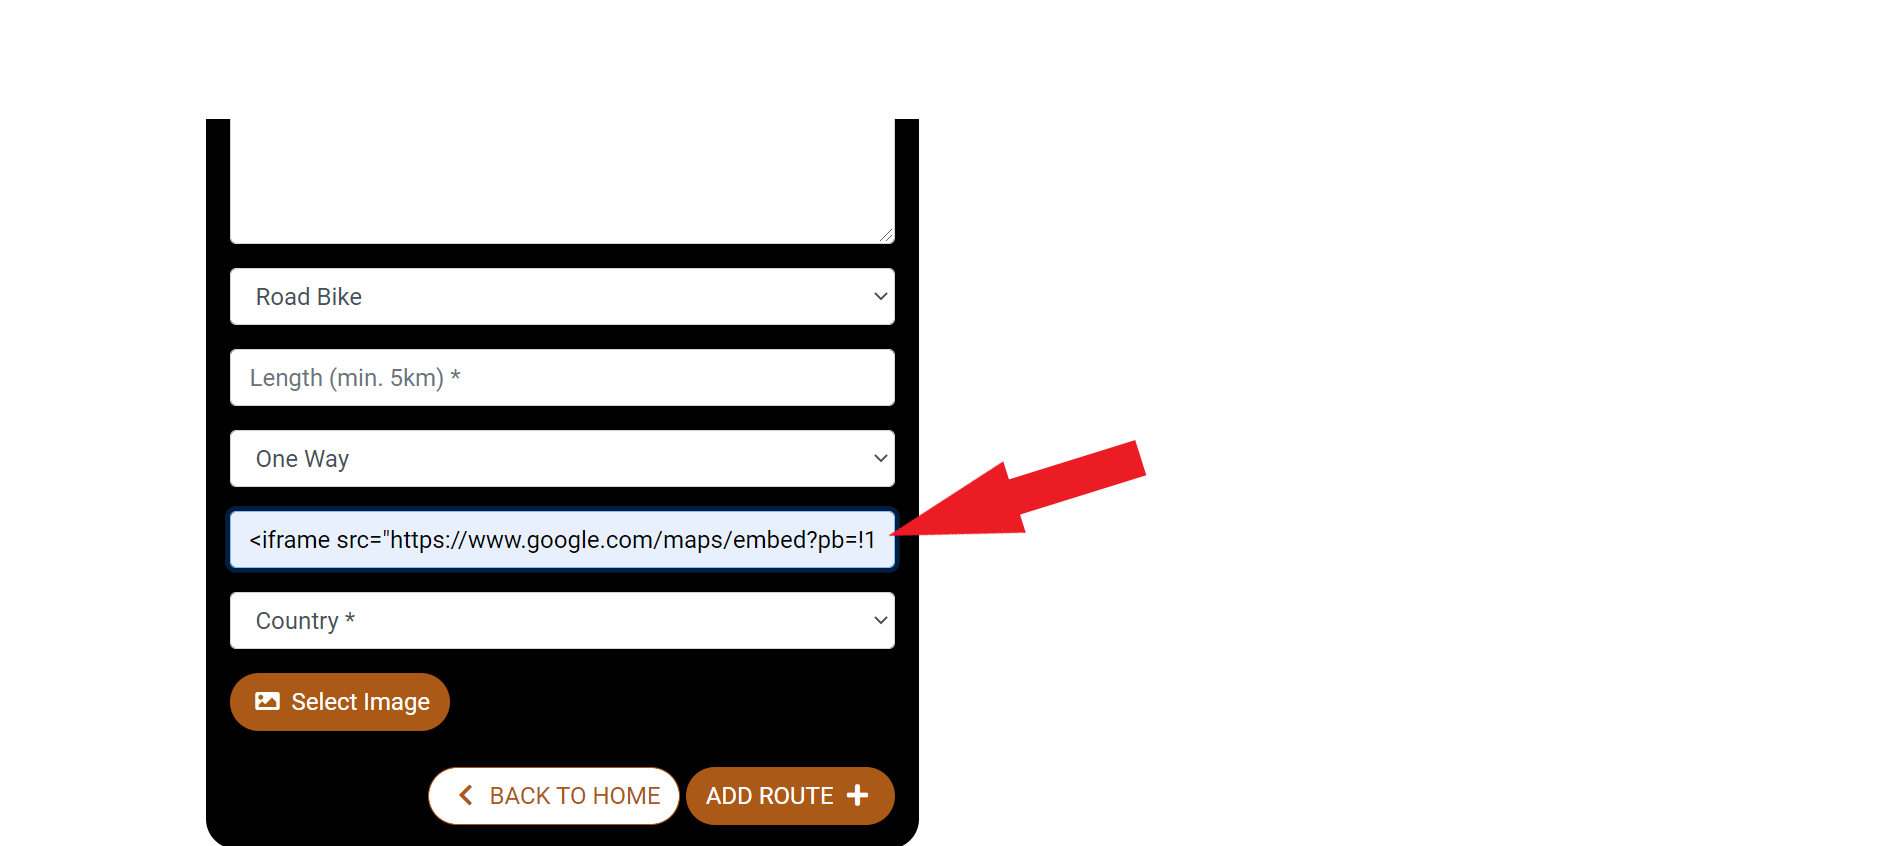 Road Bike
Length (min. 5km) *
One Way
<iframe src="https://www.google.com/maps/embed?pb=!1
Country *
Select Image
BACK TO HOME
ADD ROUTE